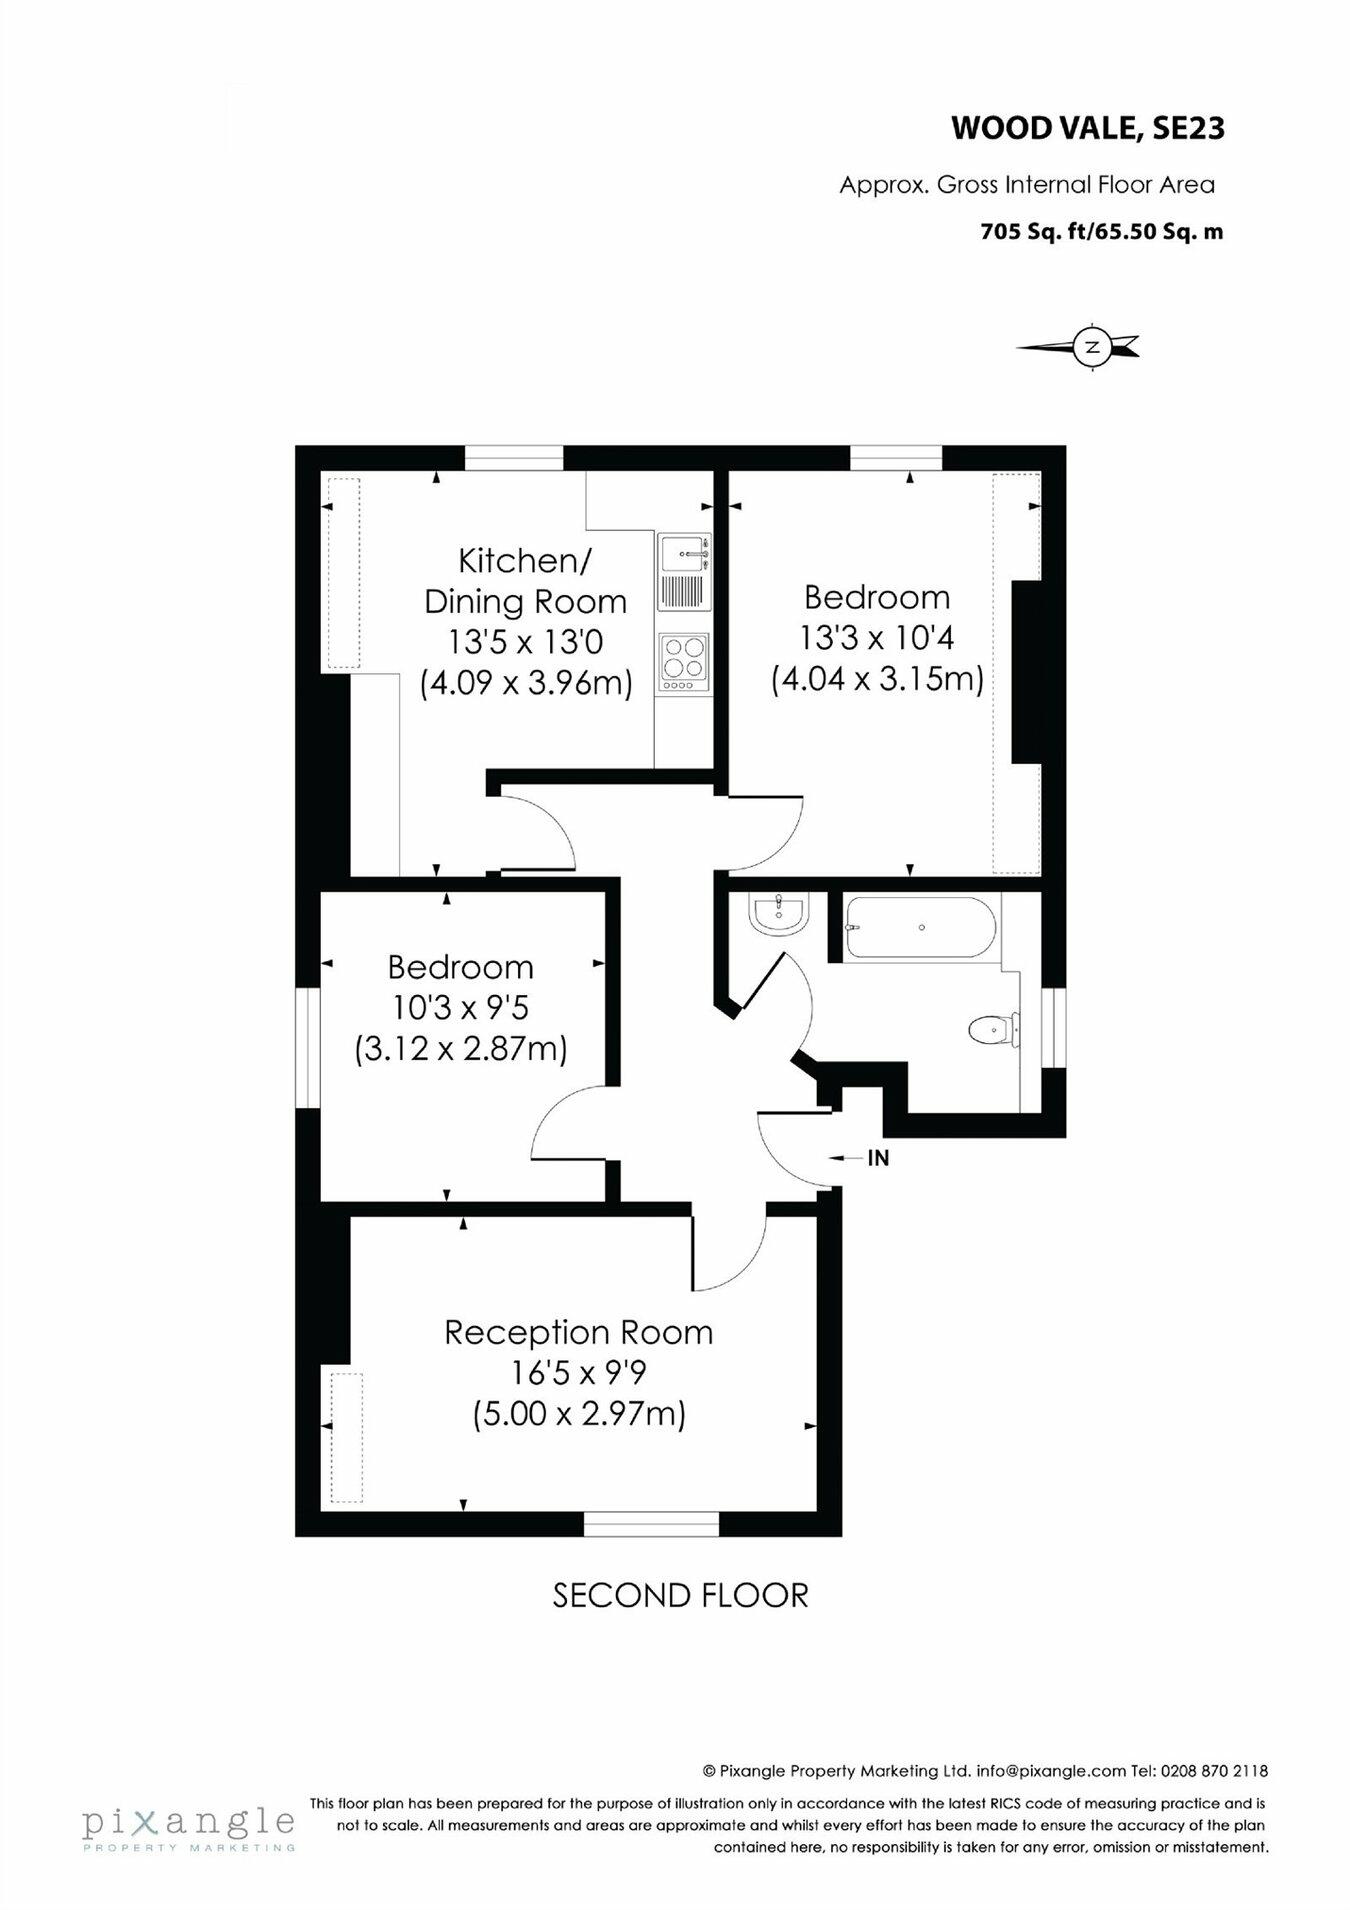 WOOD VALE, SE23
Approx. Gross Internal Floor Area
705 Sq. ft/65.50 Sq. m
N
Kitchen/
Dining Room
13'5 x 13'0
(4.09 x 3.96m)
Bedroom
13'3 x 10'4
(4.04 x 3.15m)
Bedroom
10'3 x 9'5
(3.12 x 2.87m)
IN
Reception Room
16'5 x 9'9
(5.00 x 2.97m)
SECOND FLOOR
© Pixangle Property Marketing Ltd. info@pixangle.com Tel: 0208 870 2118
pixangle
PROPERTY MARKETING
This floor plan has been prepared for the purpose of illustration only in accordance with the latest RICS code of measuring practice and is
not to scale. All measurements and areas are approximate and whilst every effort has been made to ensure the accuracy of the plan
contained here, no responsibility is taken for any error, omission or misstatement.